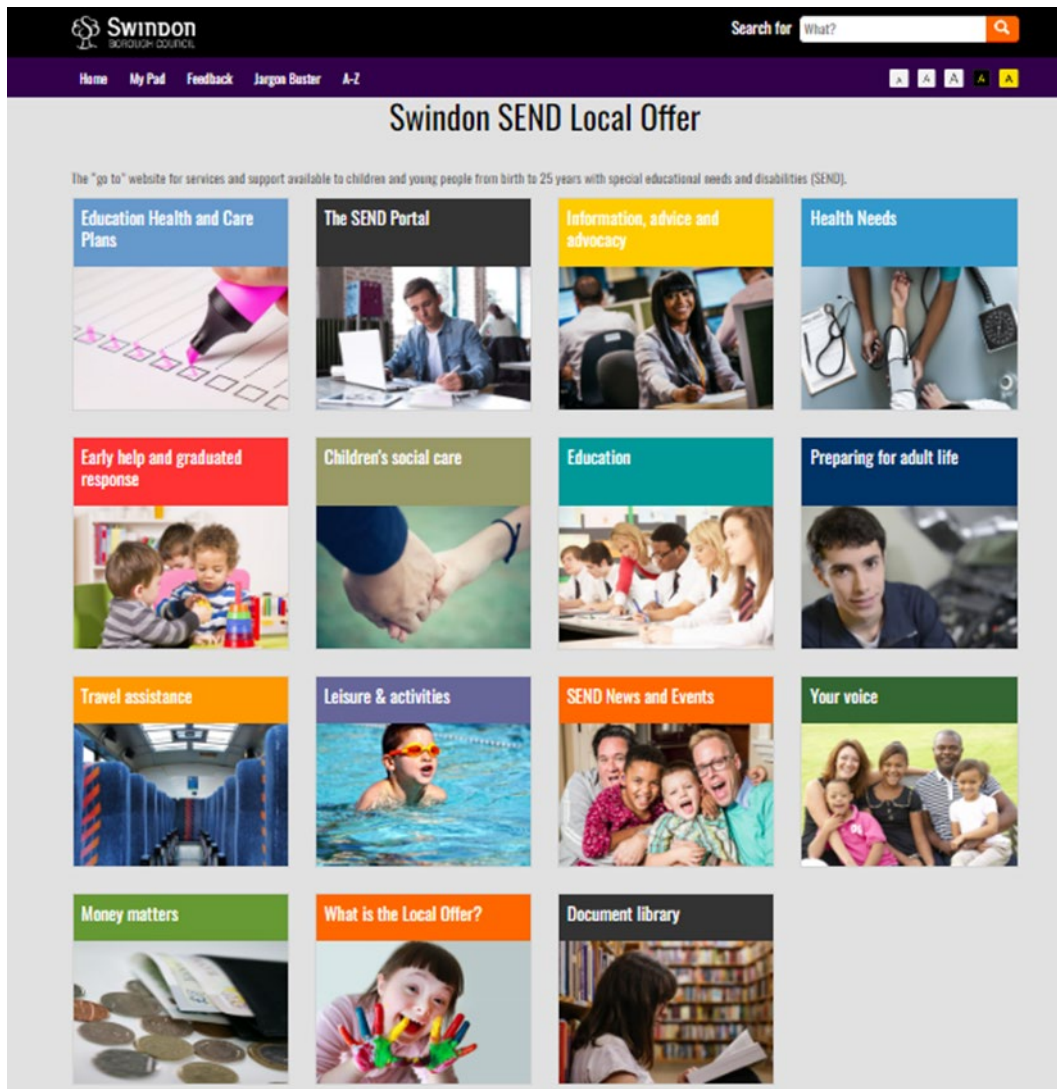 SWINDON
BOROUGH COUNCIL
Search for What?
Home My Pad Feedback Jargon Buster A-Z
A A A A A
Swindon SEND Local Offer
The "go to" website for services and support available to children and young people from birth to 25 years with special educational needs and disabilities (SEND).
Education Health and Care
Plans
The SEND Portal
Information, advice and
advocacy
Health Needs
Early help and graduated
response
Children's social care
Education
Preparing for adult life
Travel assistance
Leisure & activities
SEND News and Events
Your voice
Money matters
What is the Local Offer?
Document library